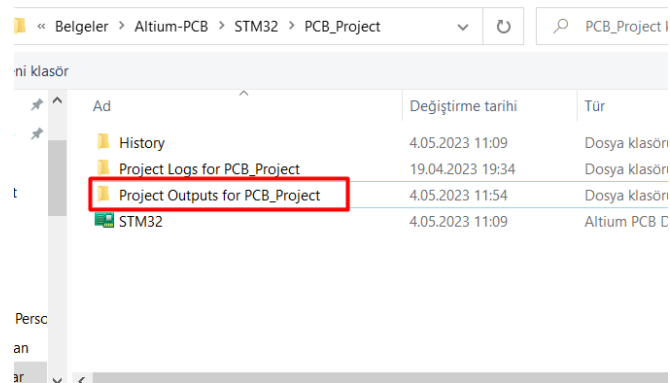 « Belgeler > Altium-PCB > STM32 > PCB_Project
PCB_Project
ni klasör
Ad Değiştirme tarihi Tür
History 4.05.2023 11:09 Dosya klasörü
Project Logs for PCB_Project 19.04.2023 19:34 Dosya klasörü
Project Outputs for PCB_Project 4.05.2023 11:54 Dosya klasörü
STM32 4.05.2023 11:09 Altium PCB D
t
Perso
an
ar